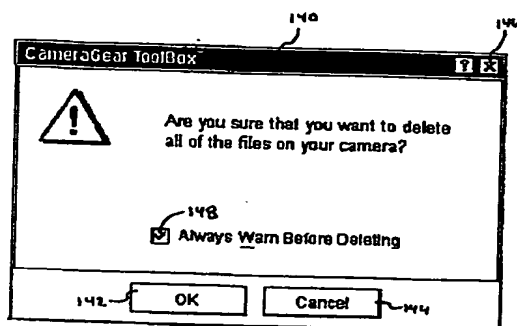 140
146
CameraGear ToolBox
? X
!
Are you sure that you want to delete
all of the files on your camera?
148
Always Warn Before Deleting
142 OK Cancel 144